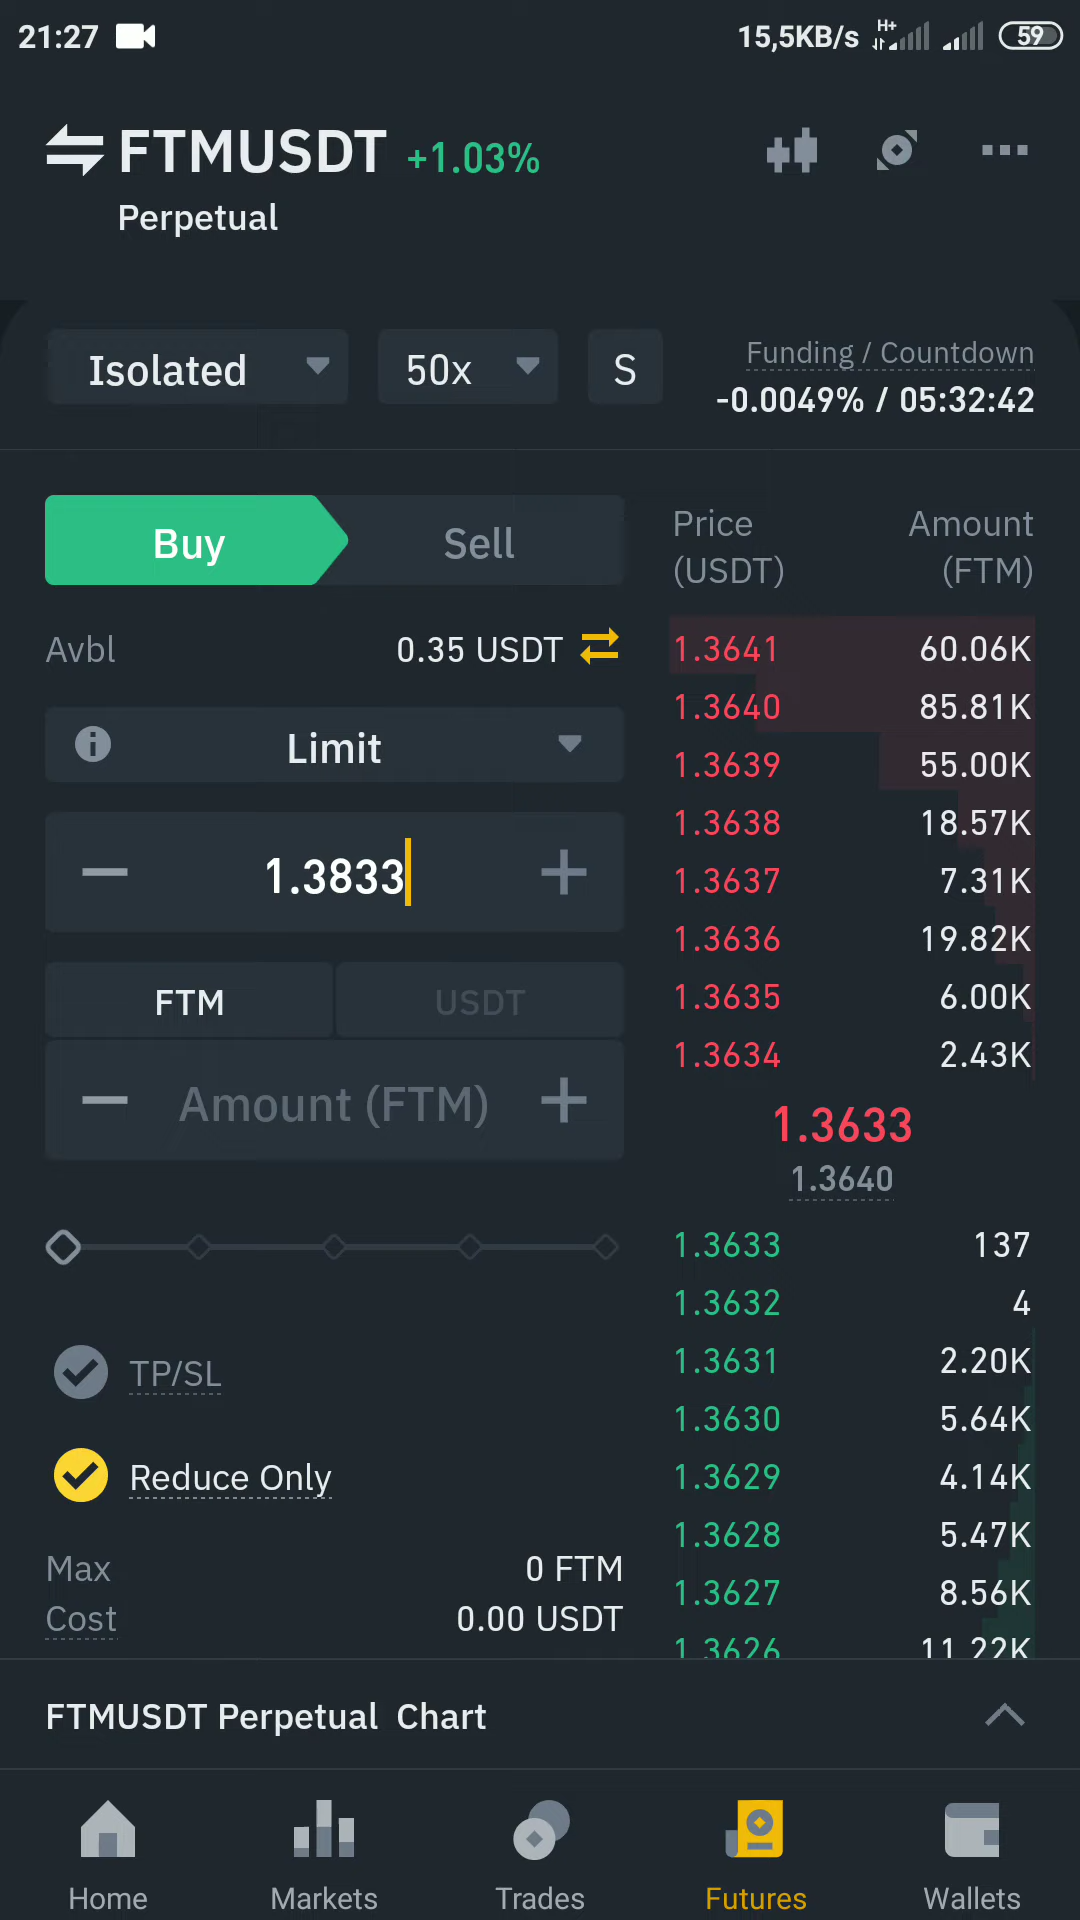 21:27 15,5KB/s H+ 59
FTMUSDT +1.03%
Perpetual
Isolated 50x S
Funding / Countdown
-0.0049% / 05:32:42
Buy Sell
Price Amount
(USDT) (FTM)
Avbl 0.35 USDT
Limit
1.3833
FTM USDT
Amount (FTM)
TP/SL
Reduce Only
Max 0 FTM
Cost 0.00 USDT
1.3641 60.06K
1.3640 85.81K
1.3639 55.00K
1.3638 18.57K
1.3637 7.31K
1.3636 19.82K
1.3635 6.00K
1.3634 2.43K
1.3633
1.3640
1.3633 137
1.3632 4
1.3631 2.20K
1.3630 5.64K
1.3629 4.14K
1.3628 5.47K
1.3627 8.56K
1.3626 11.22K
FTMUSDT Perpetual Chart
Home Markets Trades Futures Wallets